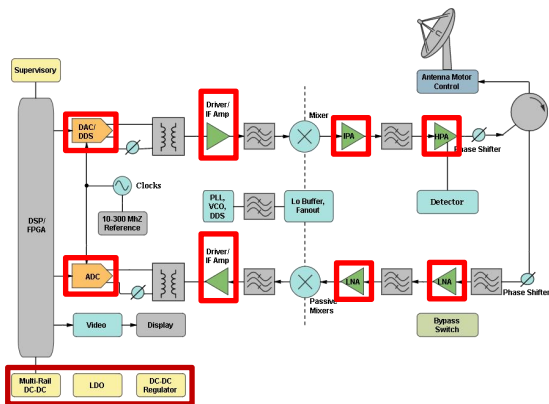 Supervisory
Antenna Motor
Control
Driver/
IF Amp
Mixer
DAC/
DDS
IPA
HPA
Phase Shifter
Clocks
10-300 MhZ
Reference
PLL,
VCO,
DDS
Lo Buffer,
Fanout
Detector
DSP/
FPGA
Driver/
IF Amp
ADC
LNA
LNA
Passive
Mixers
Phase Shifter
Video
Display
Bypass
Switch
Multi-Rail
DC-DC
LDO
DC-DC
Regulator